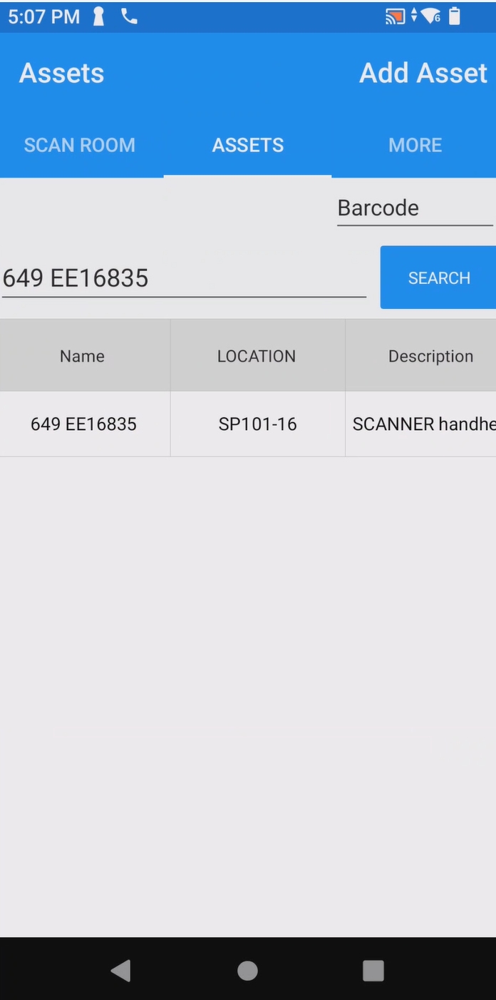 5:07 PM 6
Assets Add Asset
SCAN ROOM ASSETS MORE
Barcode
649 EE16835 SEARCH
Name LOCATION Description
649 EE16835 SP101-16 SCANNER handhe